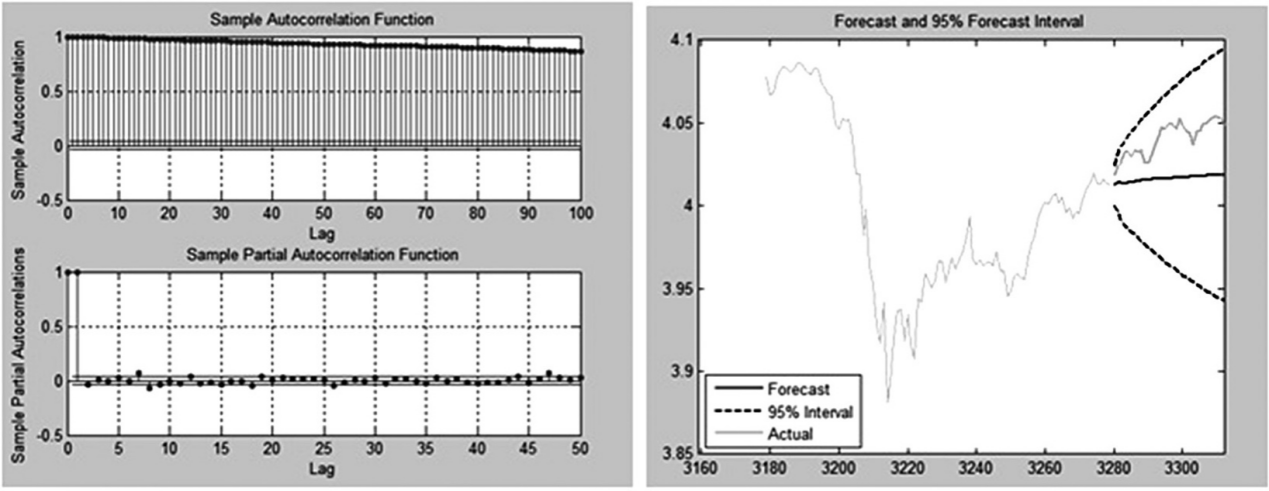 Sample Autocorrelation Function
Sample Autocorrelation
1
0.5
0
-0.5
0 10 20 30 40 50 60 70 80 90 100
Lag
Sample Partial Autocorrelation Function
Sample Partial Autocorrelations
1
0.5
0
-0.5
0 5 10 15 20 25 30 35 40 45 50
Lag
Forecast and 95% Forecast Interval
4.1
4.05
4
3.95
3.9
3.85
Forecast
95% Interval
Actual
3160 3180 3200 3220 3240 3260 3280 3300